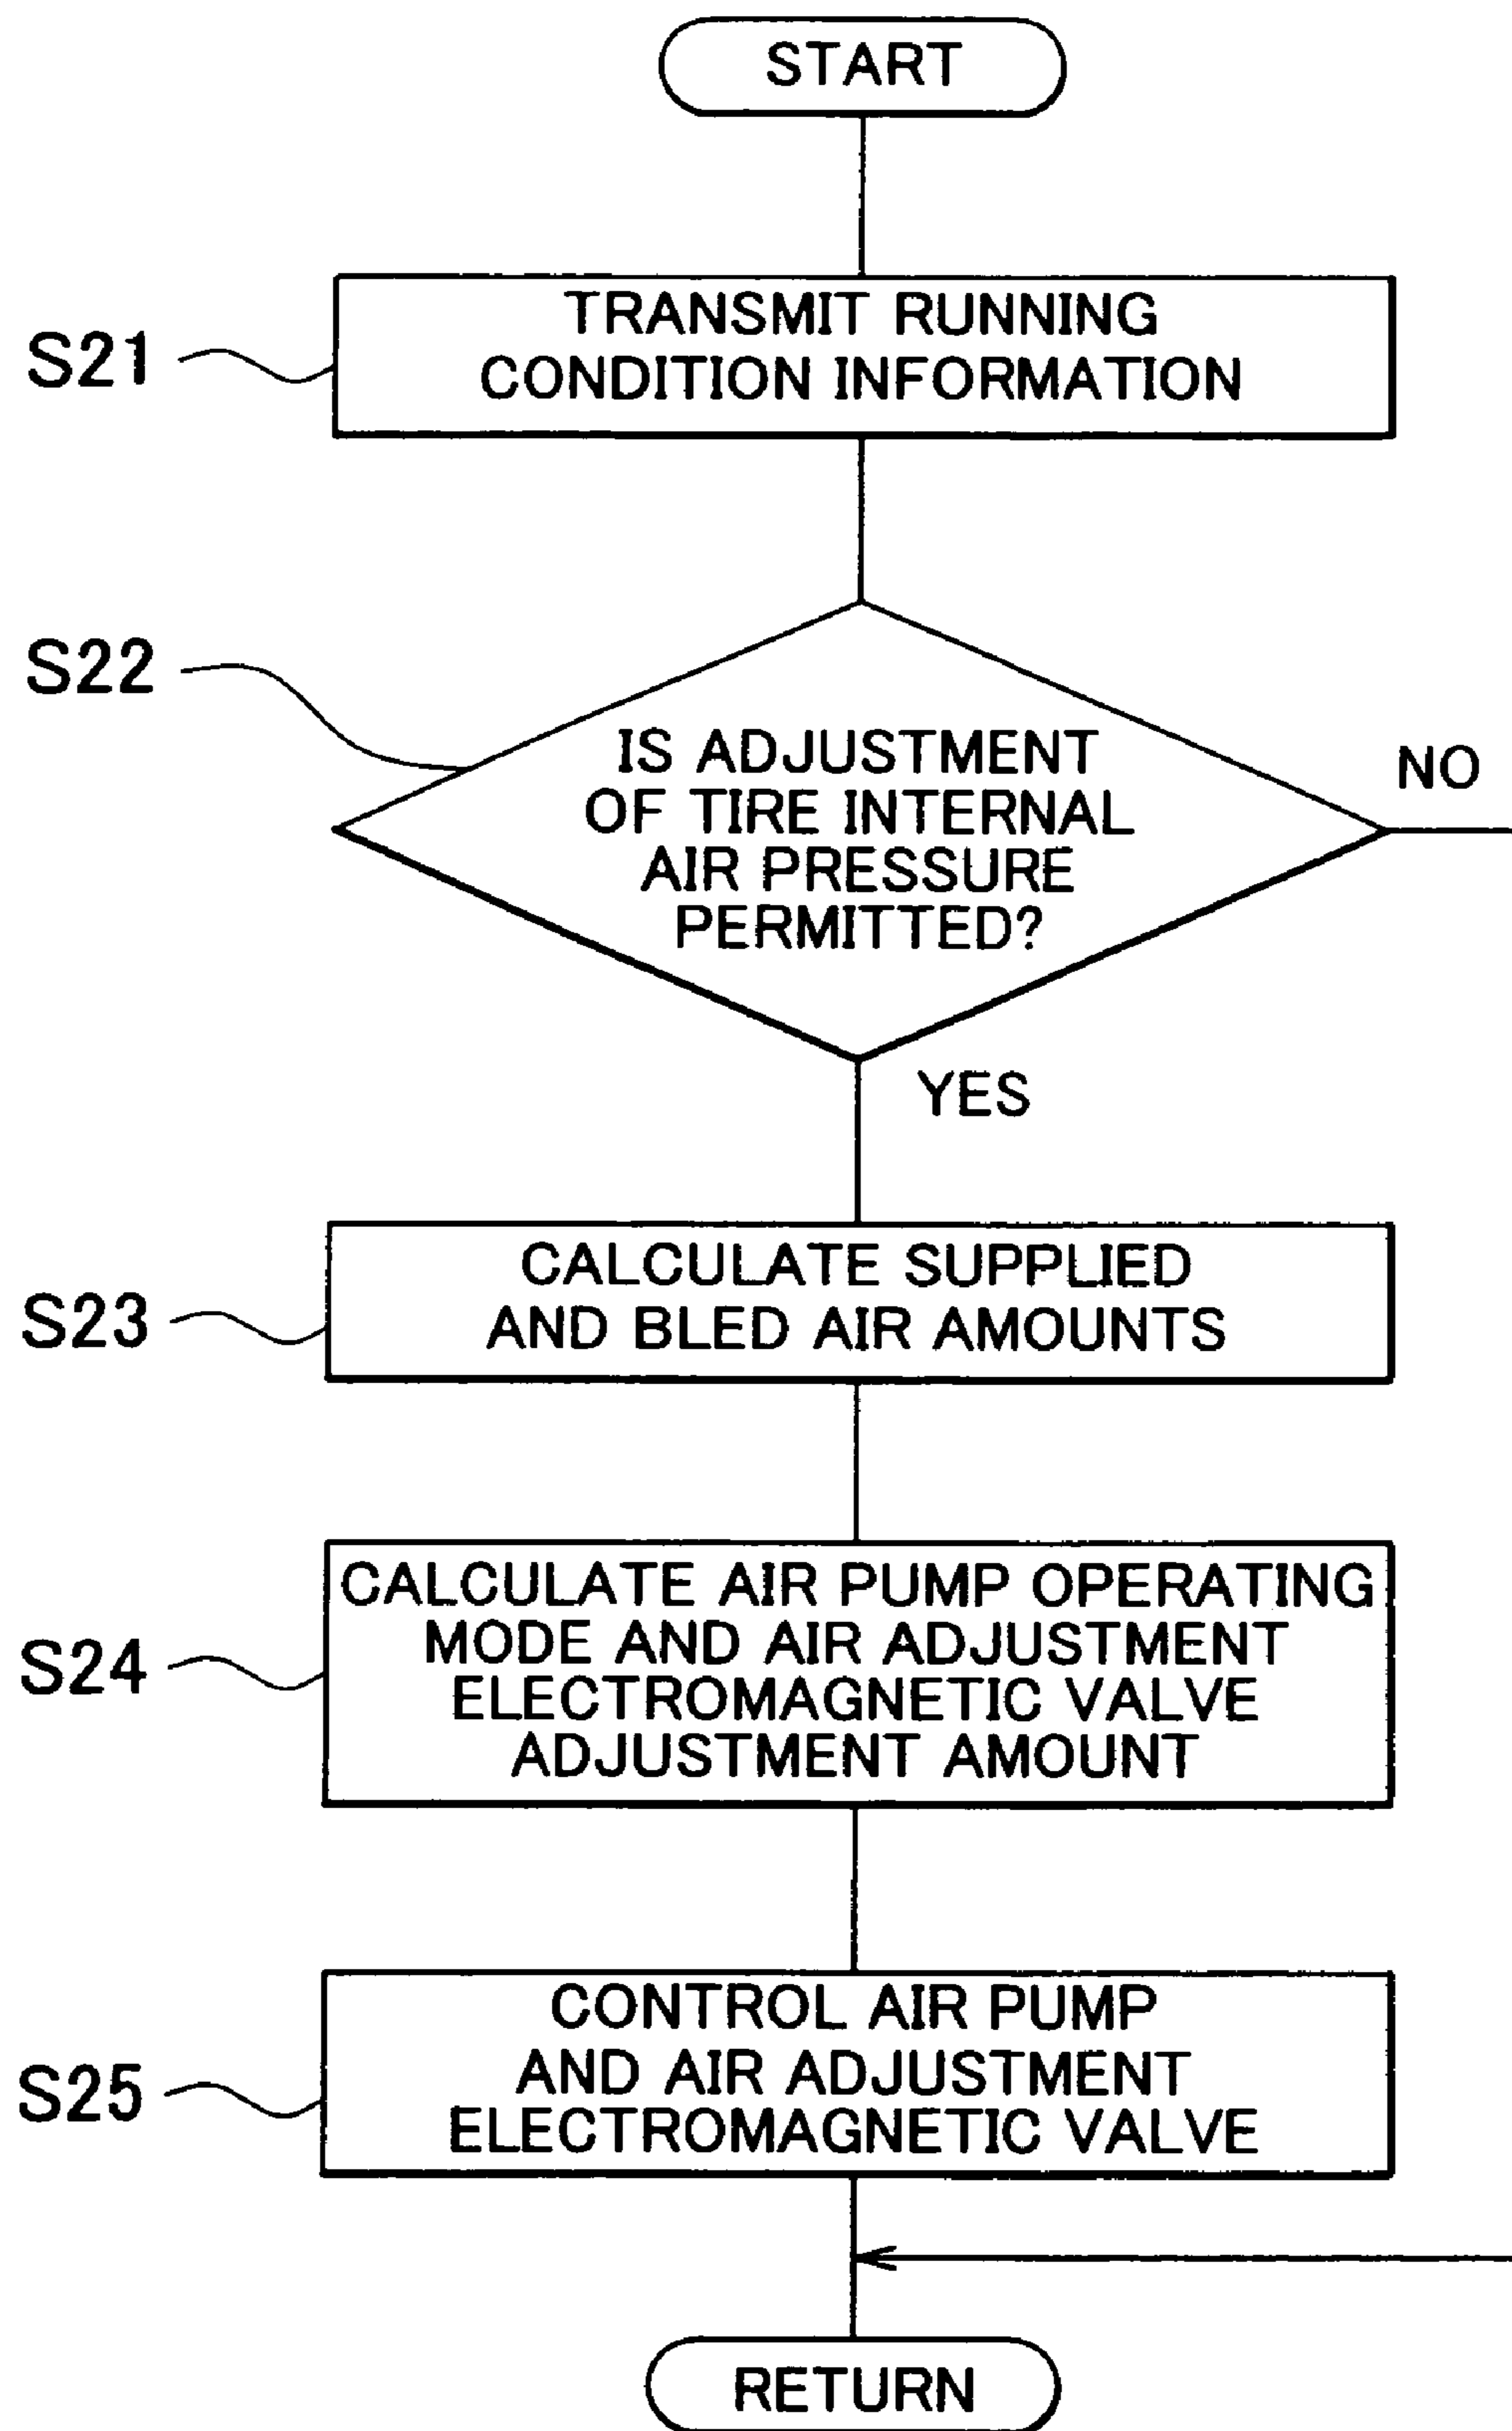 START
S21
TRANSMIT RUNNING
CONDITION INFORMATION
S22
IS ADJUSTMENT
OF TIRE INTERNAL
AIR PRESSURE
PERMITTED?
NO
YES
S23
CALCULATE SUPPLIED
AND BLED AIR AMOUNTS
S24
CALCULATE AIR PUMP OPERATING
MODE AND AIR ADJUSTMENT
ELECTROMAGNETIC VALVE
ADJUSTMENT AMOUNT
S25
CONTROL AIR PUMP
AND AIR ADJUSTMENT
ELECTROMAGNETIC VALVE
RETURN